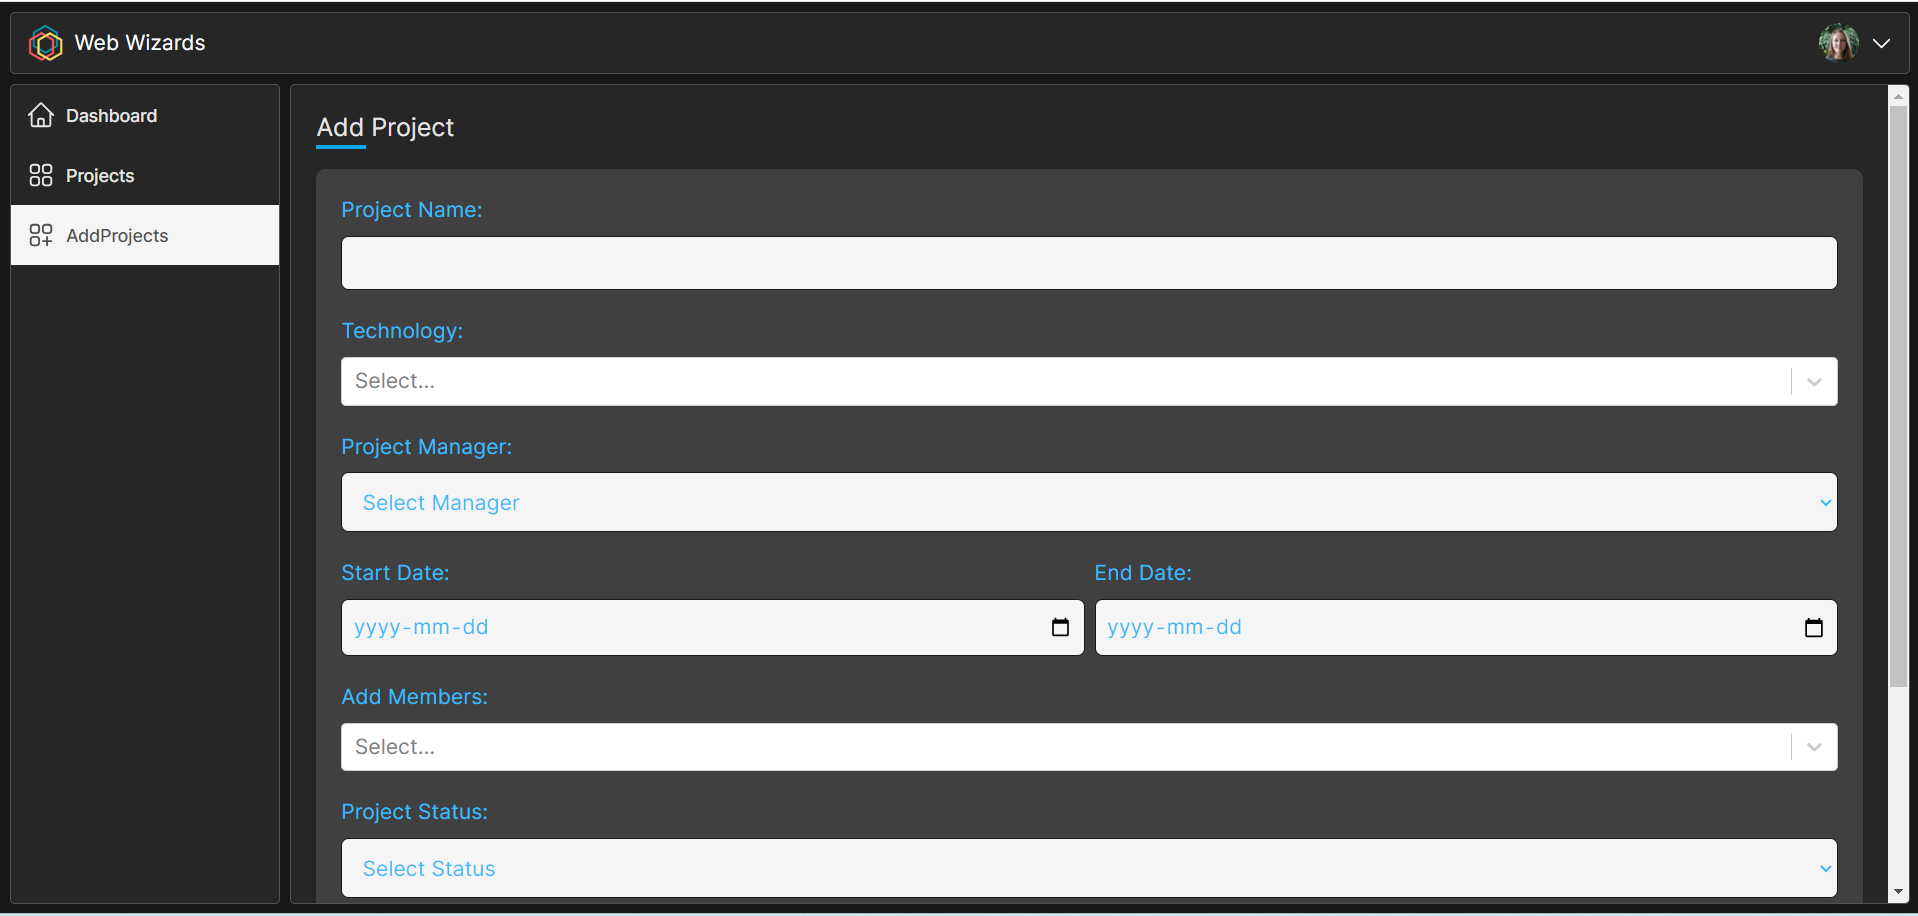 Web Wizards
Dashboard
Projects
AddProjects
Add Project
Project Name:
Technology:
Select...
Project Manager:
Select Manager
Start Date:
End Date:
yyyy-mm-dd
yyyy-mm-dd
Add Members:
Select...
Project Status:
Select Status